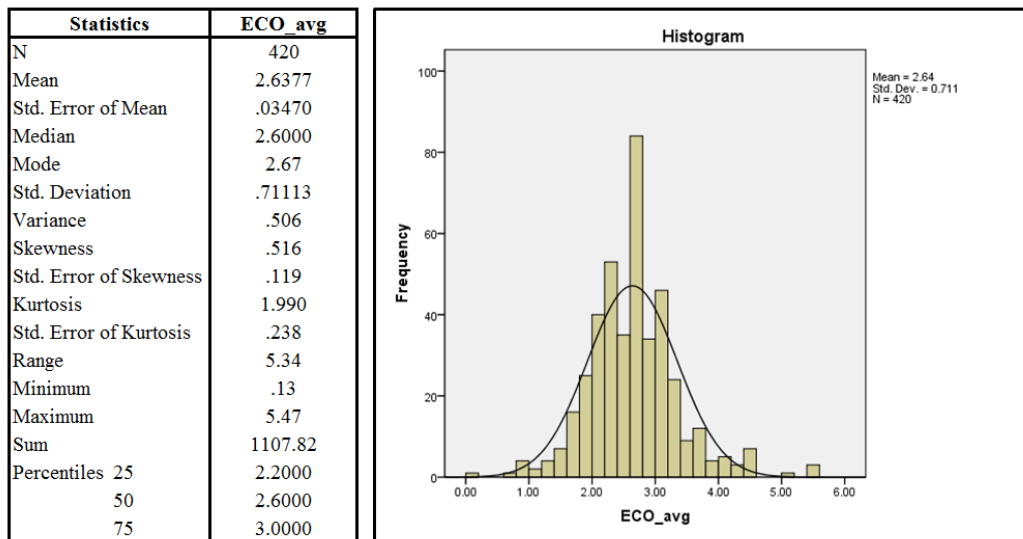 Statistics ECO_avg
N 420
Mean 2.6377
Std. Error of Mean .03470
Median 2.6000
Mode 2.67
Std. Deviation .71113
Variance .506
Skewness .516
Std. Error of Skewness .119
Kurtosis 1.990
Std. Error of Kurtosis .238
Range 5.34
Minimum .13
Maximum 5.47
Sum 1107.82
Percentiles 25 2.2000
50 2.6000
75 3.0000
Histogram
Mean = 2.64
Std. Dev. = 0.711
N = 420
Frequency
100
80
60
40
20
0
0.00 1.00 2.00 3.00 4.00 5.00 6.00
ECO_avg